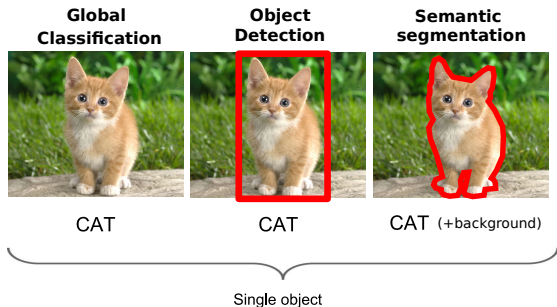 Global
Classification
Object
Detection
Semantic
segmentation
CAT
CAT
CAT (+background)
Single object